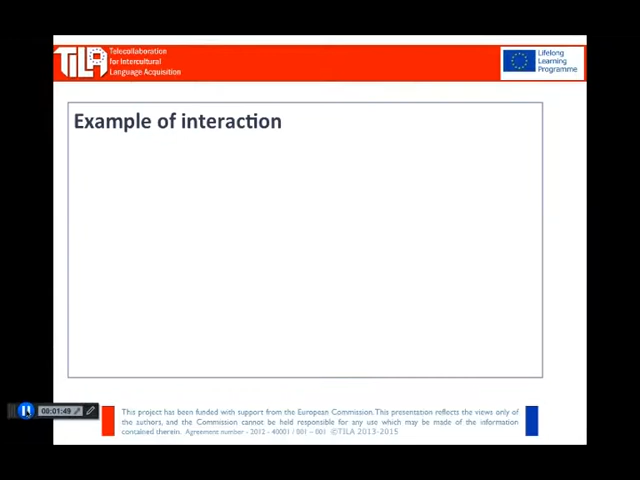 TILA
Telecollaboration
for Intercultural
Language Acquisition
Lifelong
Learning
Programme
Example of interaction
00:01:49
This project has been funded with support from the European Commission. This presentation reflects the views only of
the authors, and the Commission cannot be held responsible for any use which may be made of the information
contained therein. Agreement number - 2012 - 40001 / 001 – 001 ©TILA 2013-2015